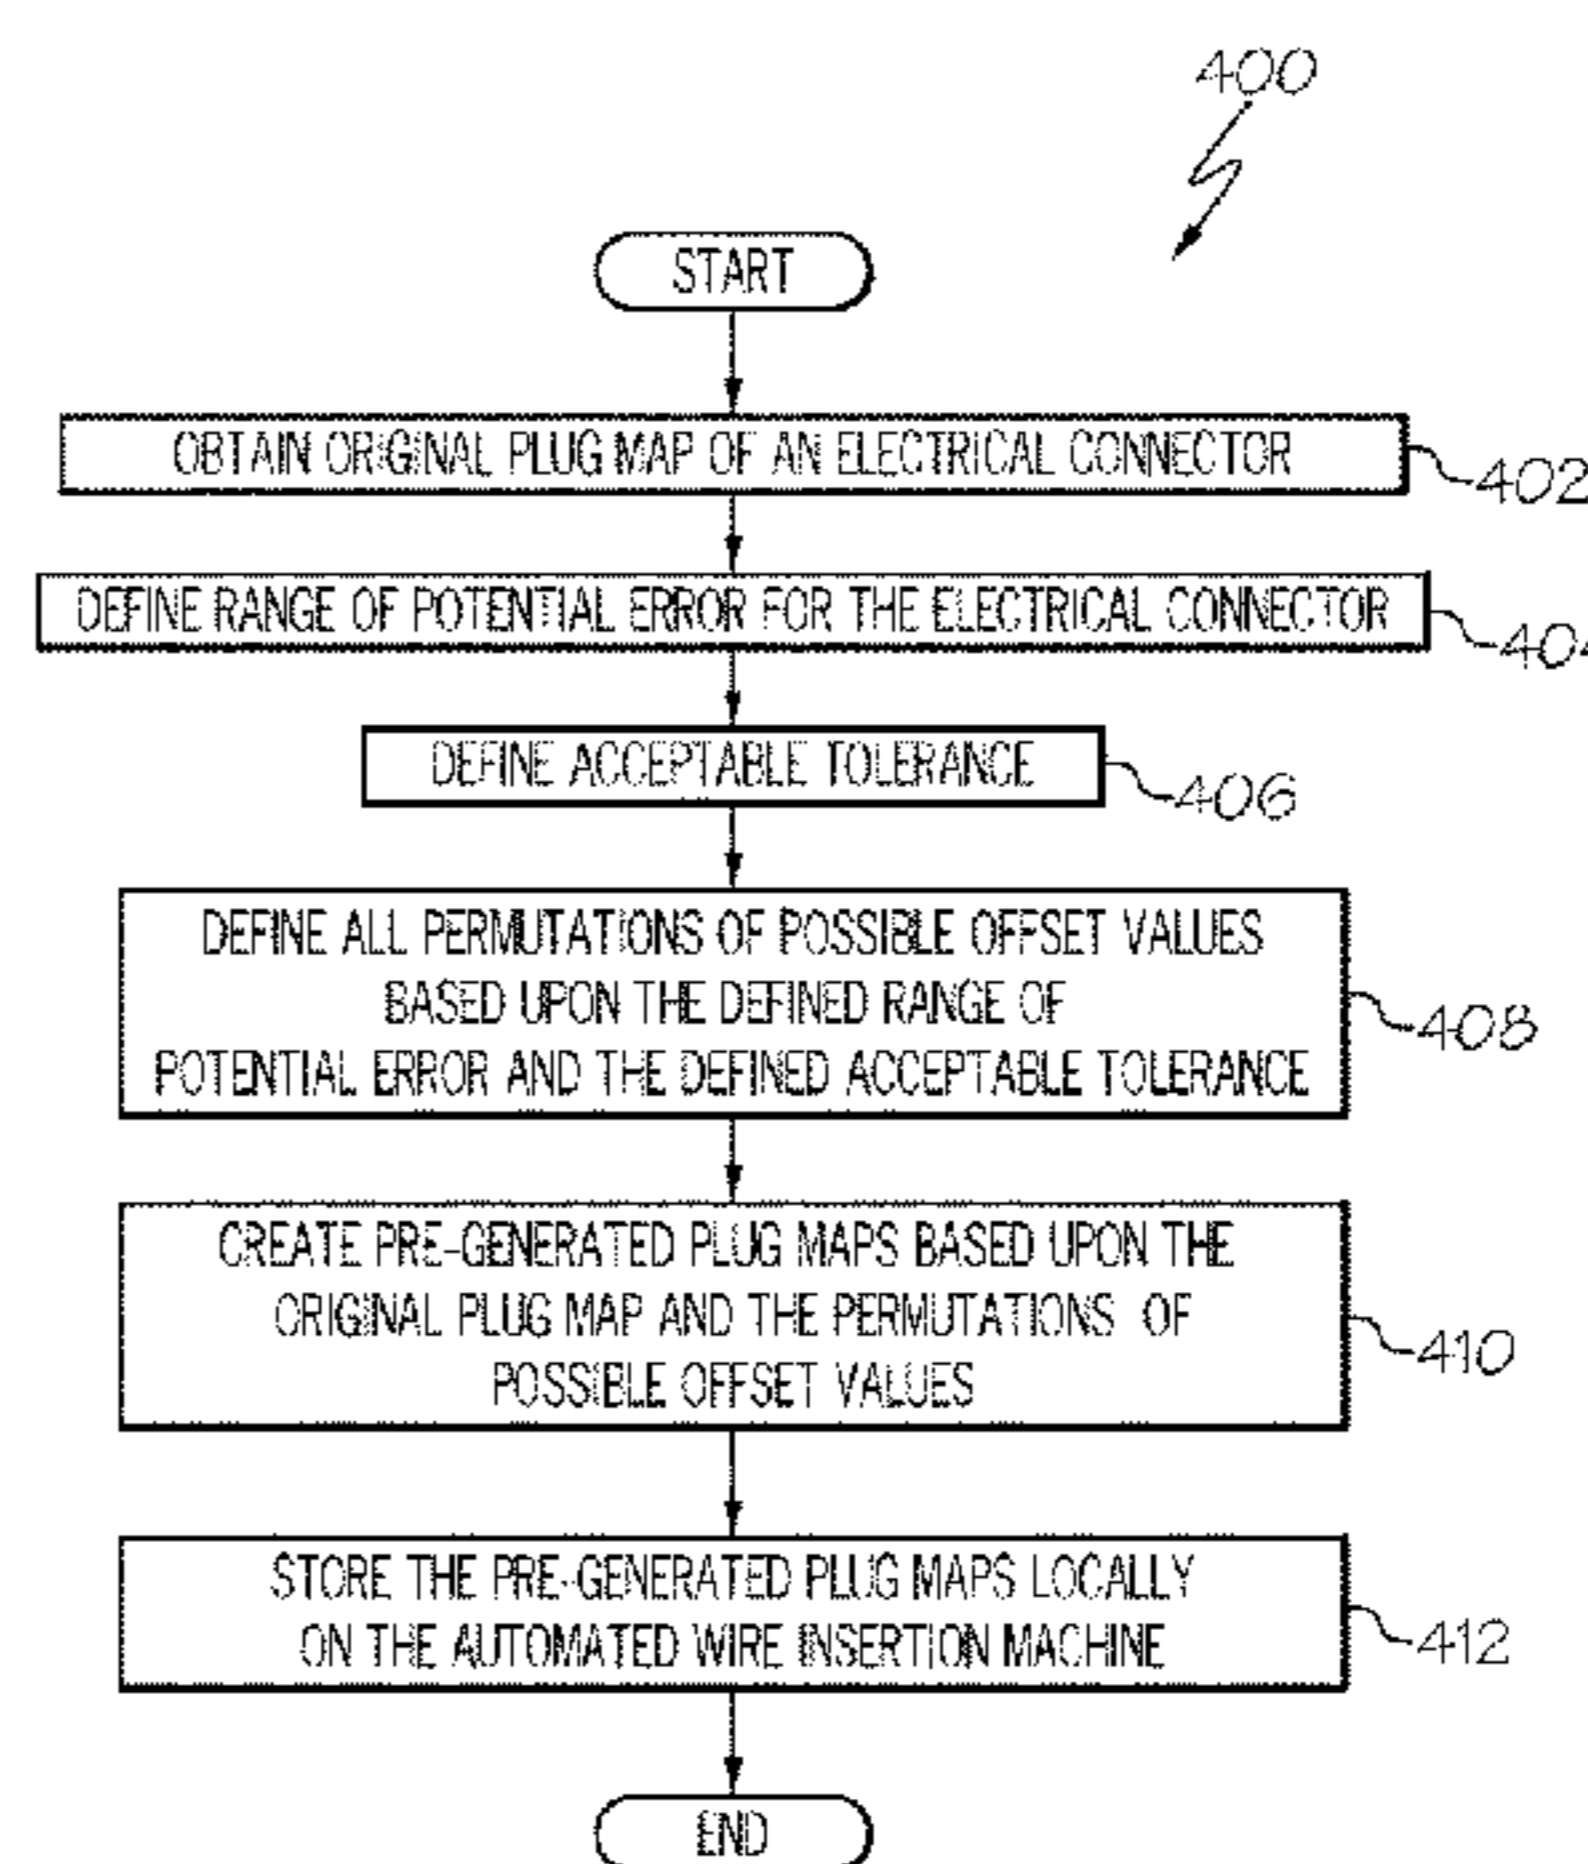 400
START
OBTAIN ORIGINAL PLUG MAP OF AN ELECTRICAL CONNECTOR
402
DEFINE RANGE OF POTENTIAL ERROR FOR THE ELECTRICAL CONNECTOR
404
DEFINE ACCEPTABLE TOLERANCE
406
DEFINE ALL PERMUTATIONS OF POSSIBLE OFFSET VALUES
BASED UPON THE DEFINED RANGE OF
POTENTIAL ERROR AND THE DEFINED ACCEPTABLE TOLERANCE
408
CREATE PRE-GENERATED PLUG MAPS BASED UPON THE
ORIGINAL PLUG MAP AND THE PERMUTATIONS OF
POSSIBLE OFFSET VALUES
410
STORE THE PRE-GENERATED PLUG MAPS LOCALLY
ON THE AUTOMATED WIRE INSERTION MACHINE
412
END